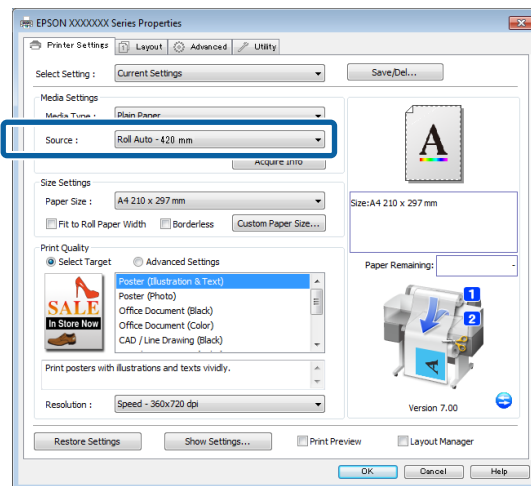 EPSON XXXXXXX Series Properties
Printer Settings Layout Advanced Utility
Select Setting : Current Settings Save/Del...
Media Settings
Media Type : Plain Paper
Source : Roll Auto - 420 mm
Acquire Info
Size Settings
Paper Size : A4 210 x 297 mm
Fit to Roll Paper Width Borderless Custom Paper Size...
Print Quality
Select Target Advanced Settings
SALE
In Store Now
Poster (Illustration & Text)
Poster (Photo)
Office Document (Black)
Office Document (Color)
CAD / Line Drawing (Black)
Print posters with illustrations and texts vividly.
Resolution : Speed - 360x720 dpi
A
Size:A4 210 x 297 mm
Paper Remaining: -
1
2
A
Version 7.00
Restore Settings Show Settings... Print Preview Layout Manager
OK Cancel Help